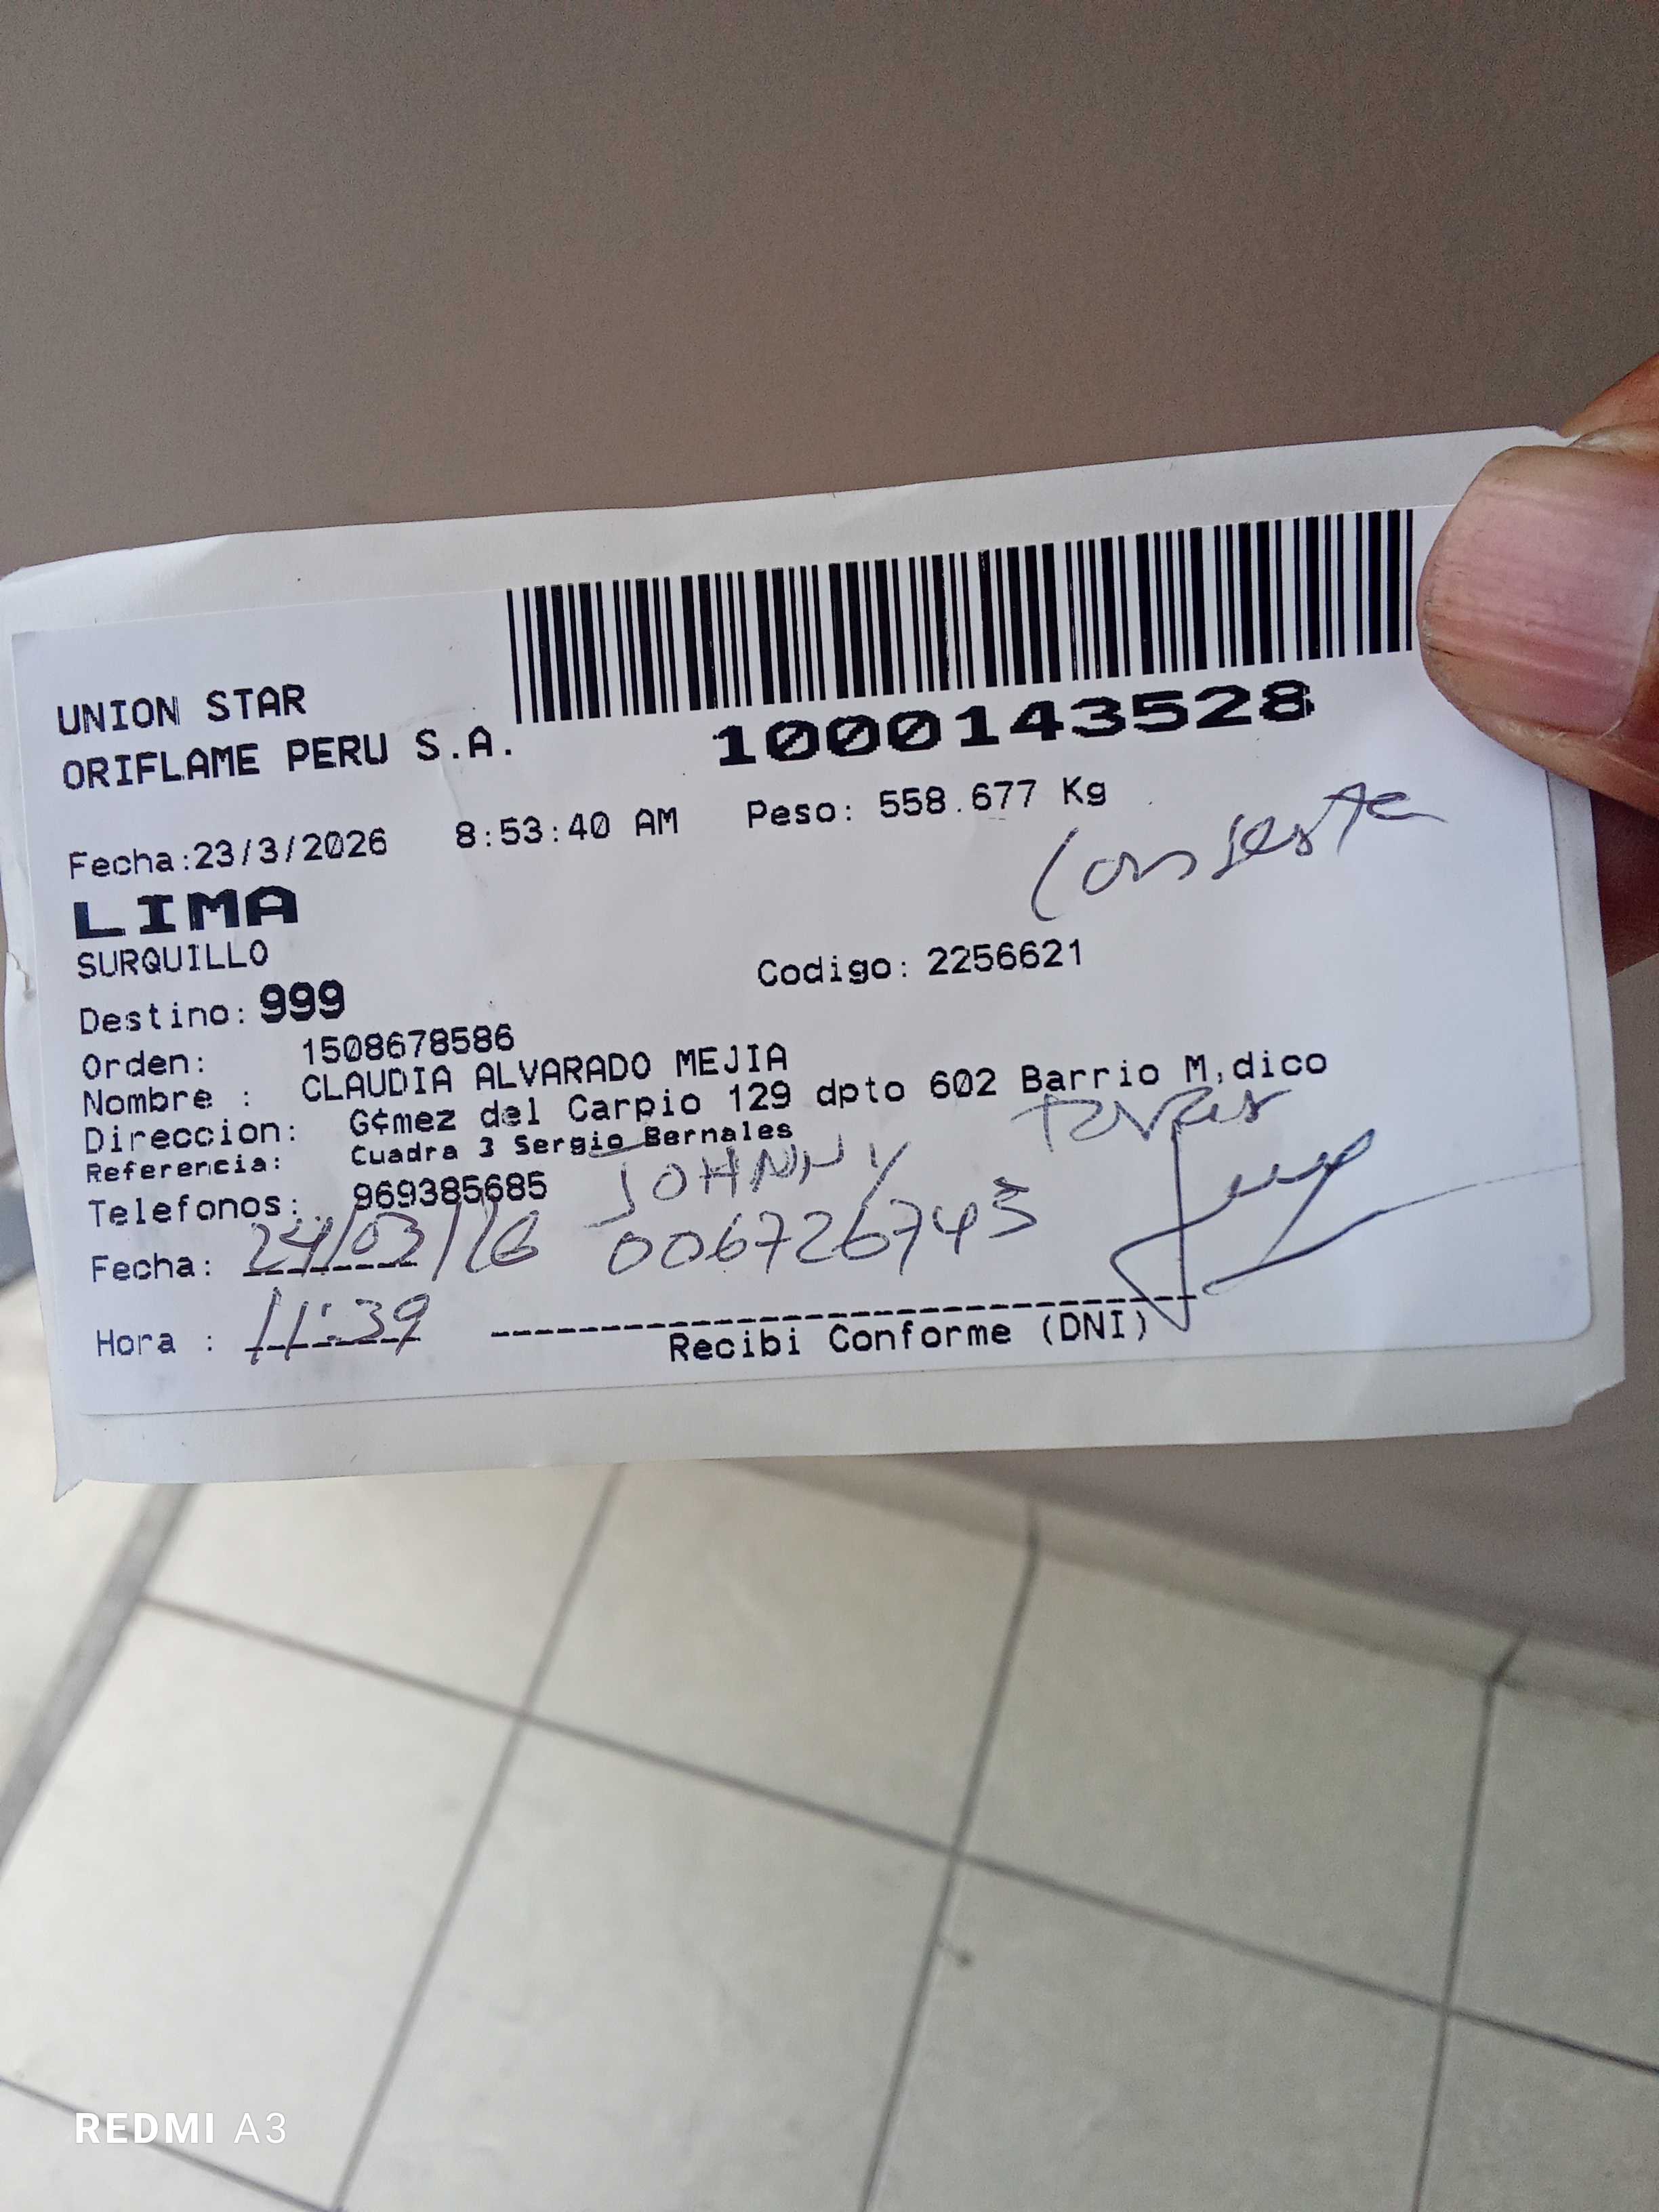 UNION STAR
ORIFLAME PERU S.A.
1000143528
Fecha:23/3/2026 8:53:40 AM Peso: 558.677 Kg
LIMA
SURQUILLO
Destino: 999 Codigo: 2256621
Orden: 1508678586
Nombre : CLAUDIA ALVARADO MEJIA
Direccion: G¢mez del Carpio 129 dpto 602 Barrio M‚dico
Referencia: Cuadra 3 Sergio Bernales
Telefonos: 969385685 JOHNNY
Fecha: 24/03/26 006726743
Hora : 11:39
Recibi Conforme (DNI)
REDMI A3